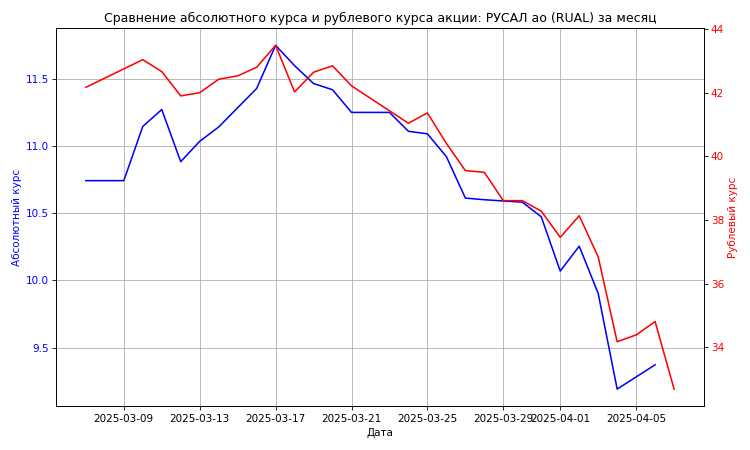 Сравнение абсолютного курса и рублевого курса акции: РУСАЛ ао (RUAL) за месяц
44
11.5
42
11.0
40
10.5
38
10.0
36
9.5
34
Абсолютный курс
Рублевый курс
2025-03-09 2025-03-13 2025-03-17 2025-03-21 2025-03-25 2025-03-29 2025-04-01 2025-04-05
Дата